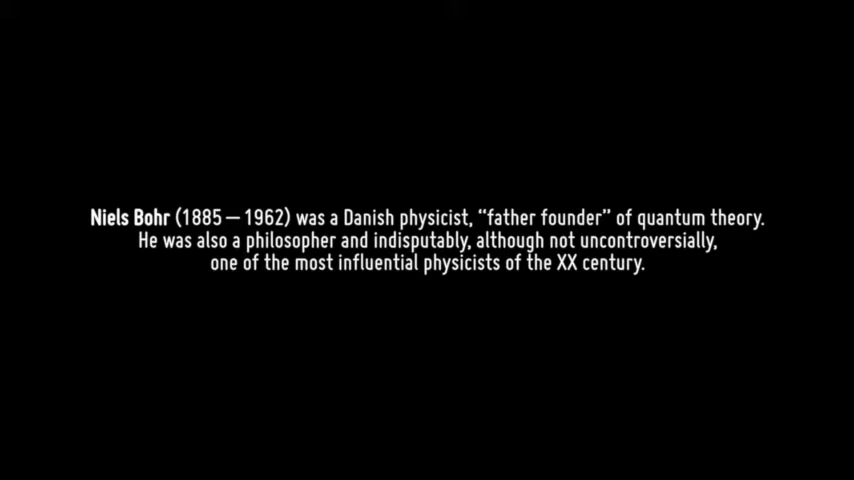 Niels Bohr (1885 – 1962) was a Danish physicist, “father founder” of quantum theory.
He was also a philosopher and indisputably, although not uncontroversially,
one of the most influential physicists of the XX century.